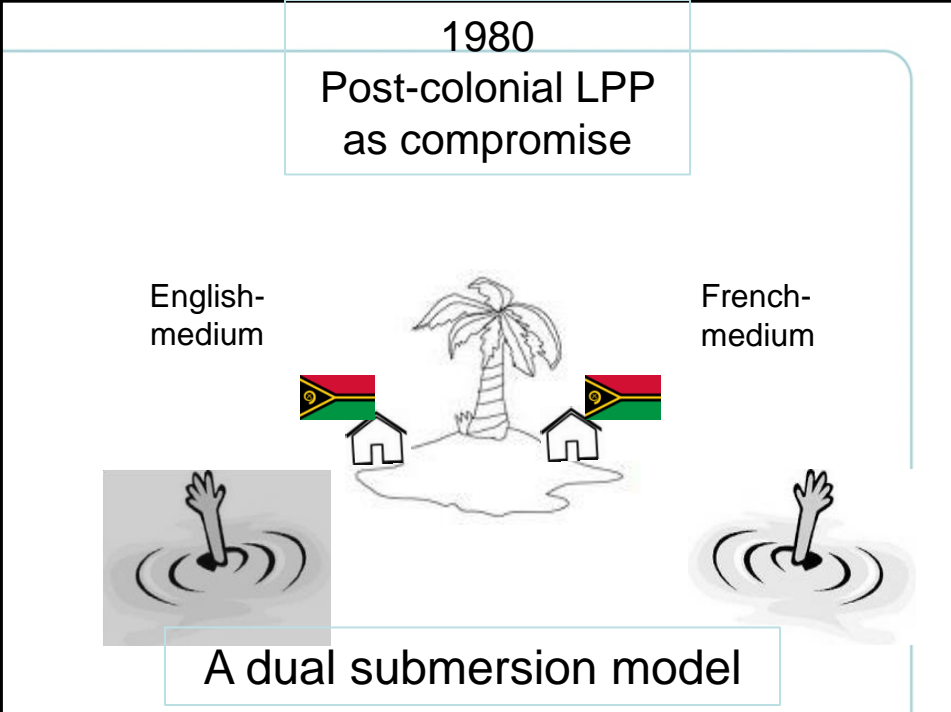 1980
Post-colonial LPP
as compromise
English-
medium
French-
medium
A dual submersion model